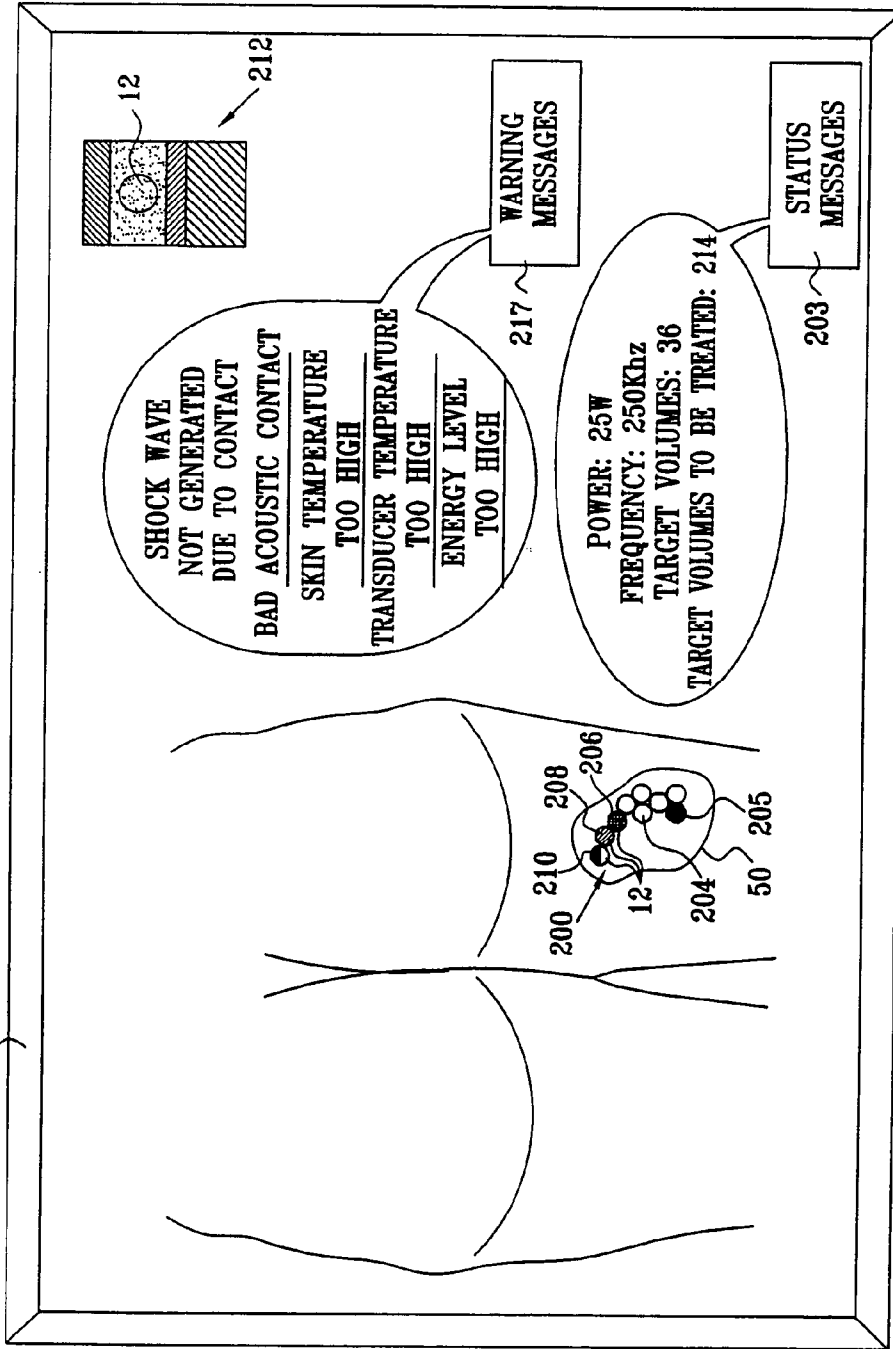 12
212
SHOCK WAVE
NOT GENERATED
DUE TO CONTACT
BAD ACOUSTIC CONTACT
SKIN TEMPERATURE
TOO HIGH
TRANSDUCER TEMPERATURE
TOO HIGH
ENERGY LEVEL
TOO HIGH
WARNING
MESSAGES
217
POWER: 25W
FREQUENCY: 250Khz
TARGET VOLUMES: 36
TARGET VOLUMES TO BE TREATED: 214
STATUS
MESSAGES
203
210
208
206
200
12
204
50
205